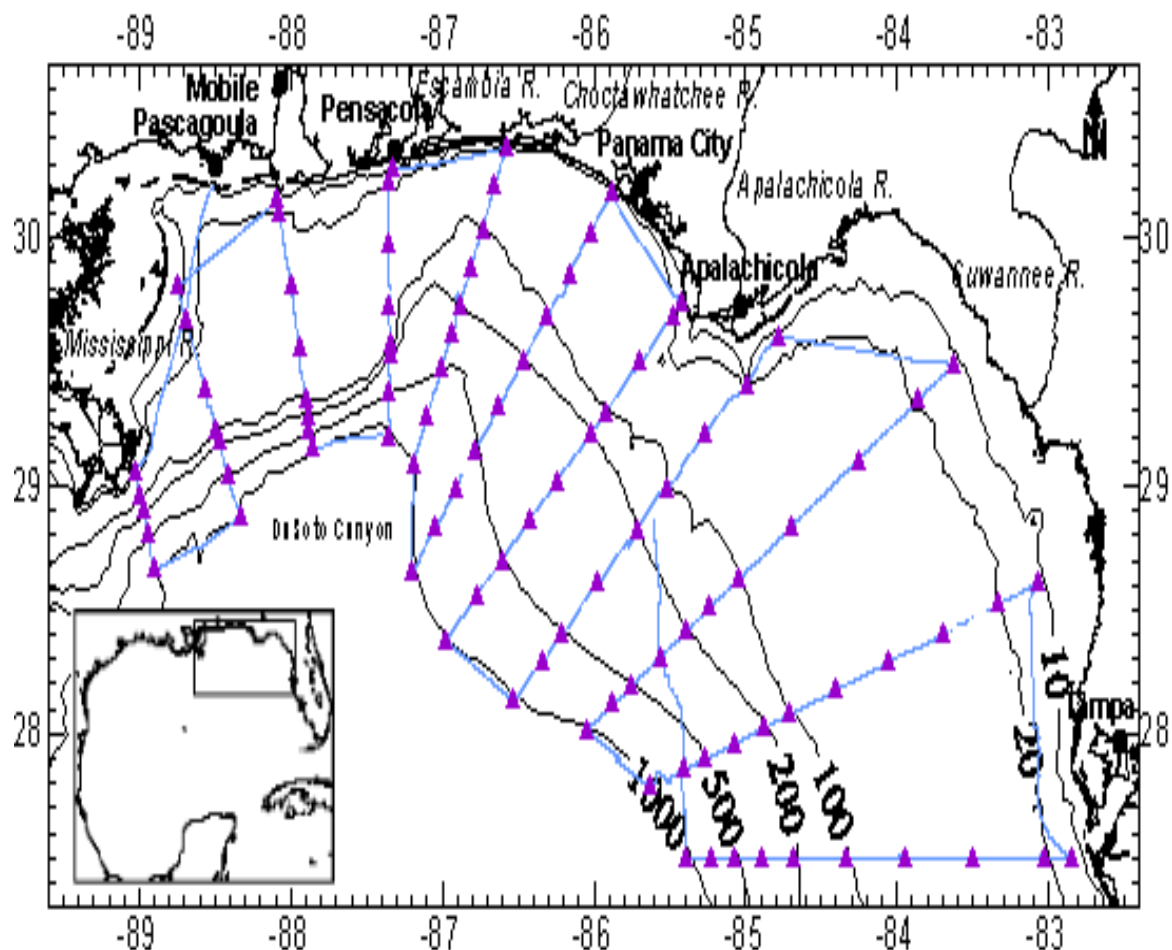 -89 -88 -87 -86 -85 -84 -83
Mobile
Pascagoula
Pensacola
Escambia R.
Choctawhatchee R.
N
Panama City
Apalachicola R.
30 30
Apalachicola
Suwannee R.
Mississippi R.
29 29
DeSoto Canyon
10
Tampa
28 28
20
100
200
500
1000
-89 -88 -87 -86 -85 -84 -83